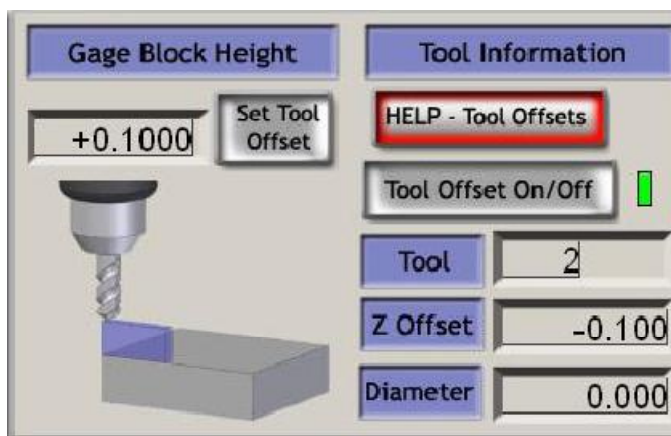 Gage Block Height
+0.1000
Set Tool
Offset
Tool Information
HELP - Tool Offsets
Tool Offset On/Off
Tool
2
Z Offset
-0.100
Diameter
0.000